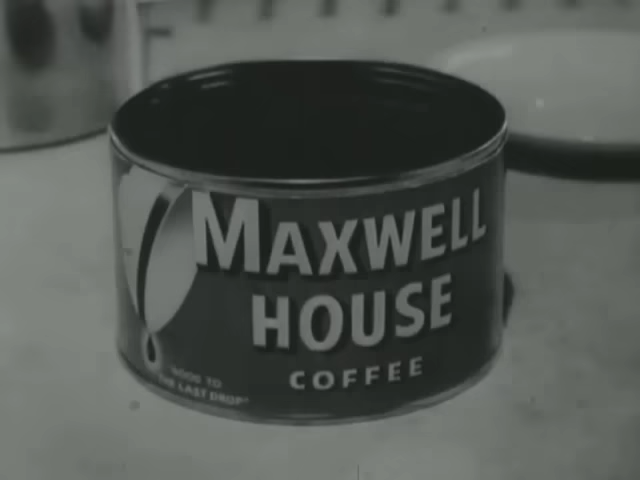 MAXWELL
HOUSE
COFFEE
GOOD TO
THE LAST DROP"